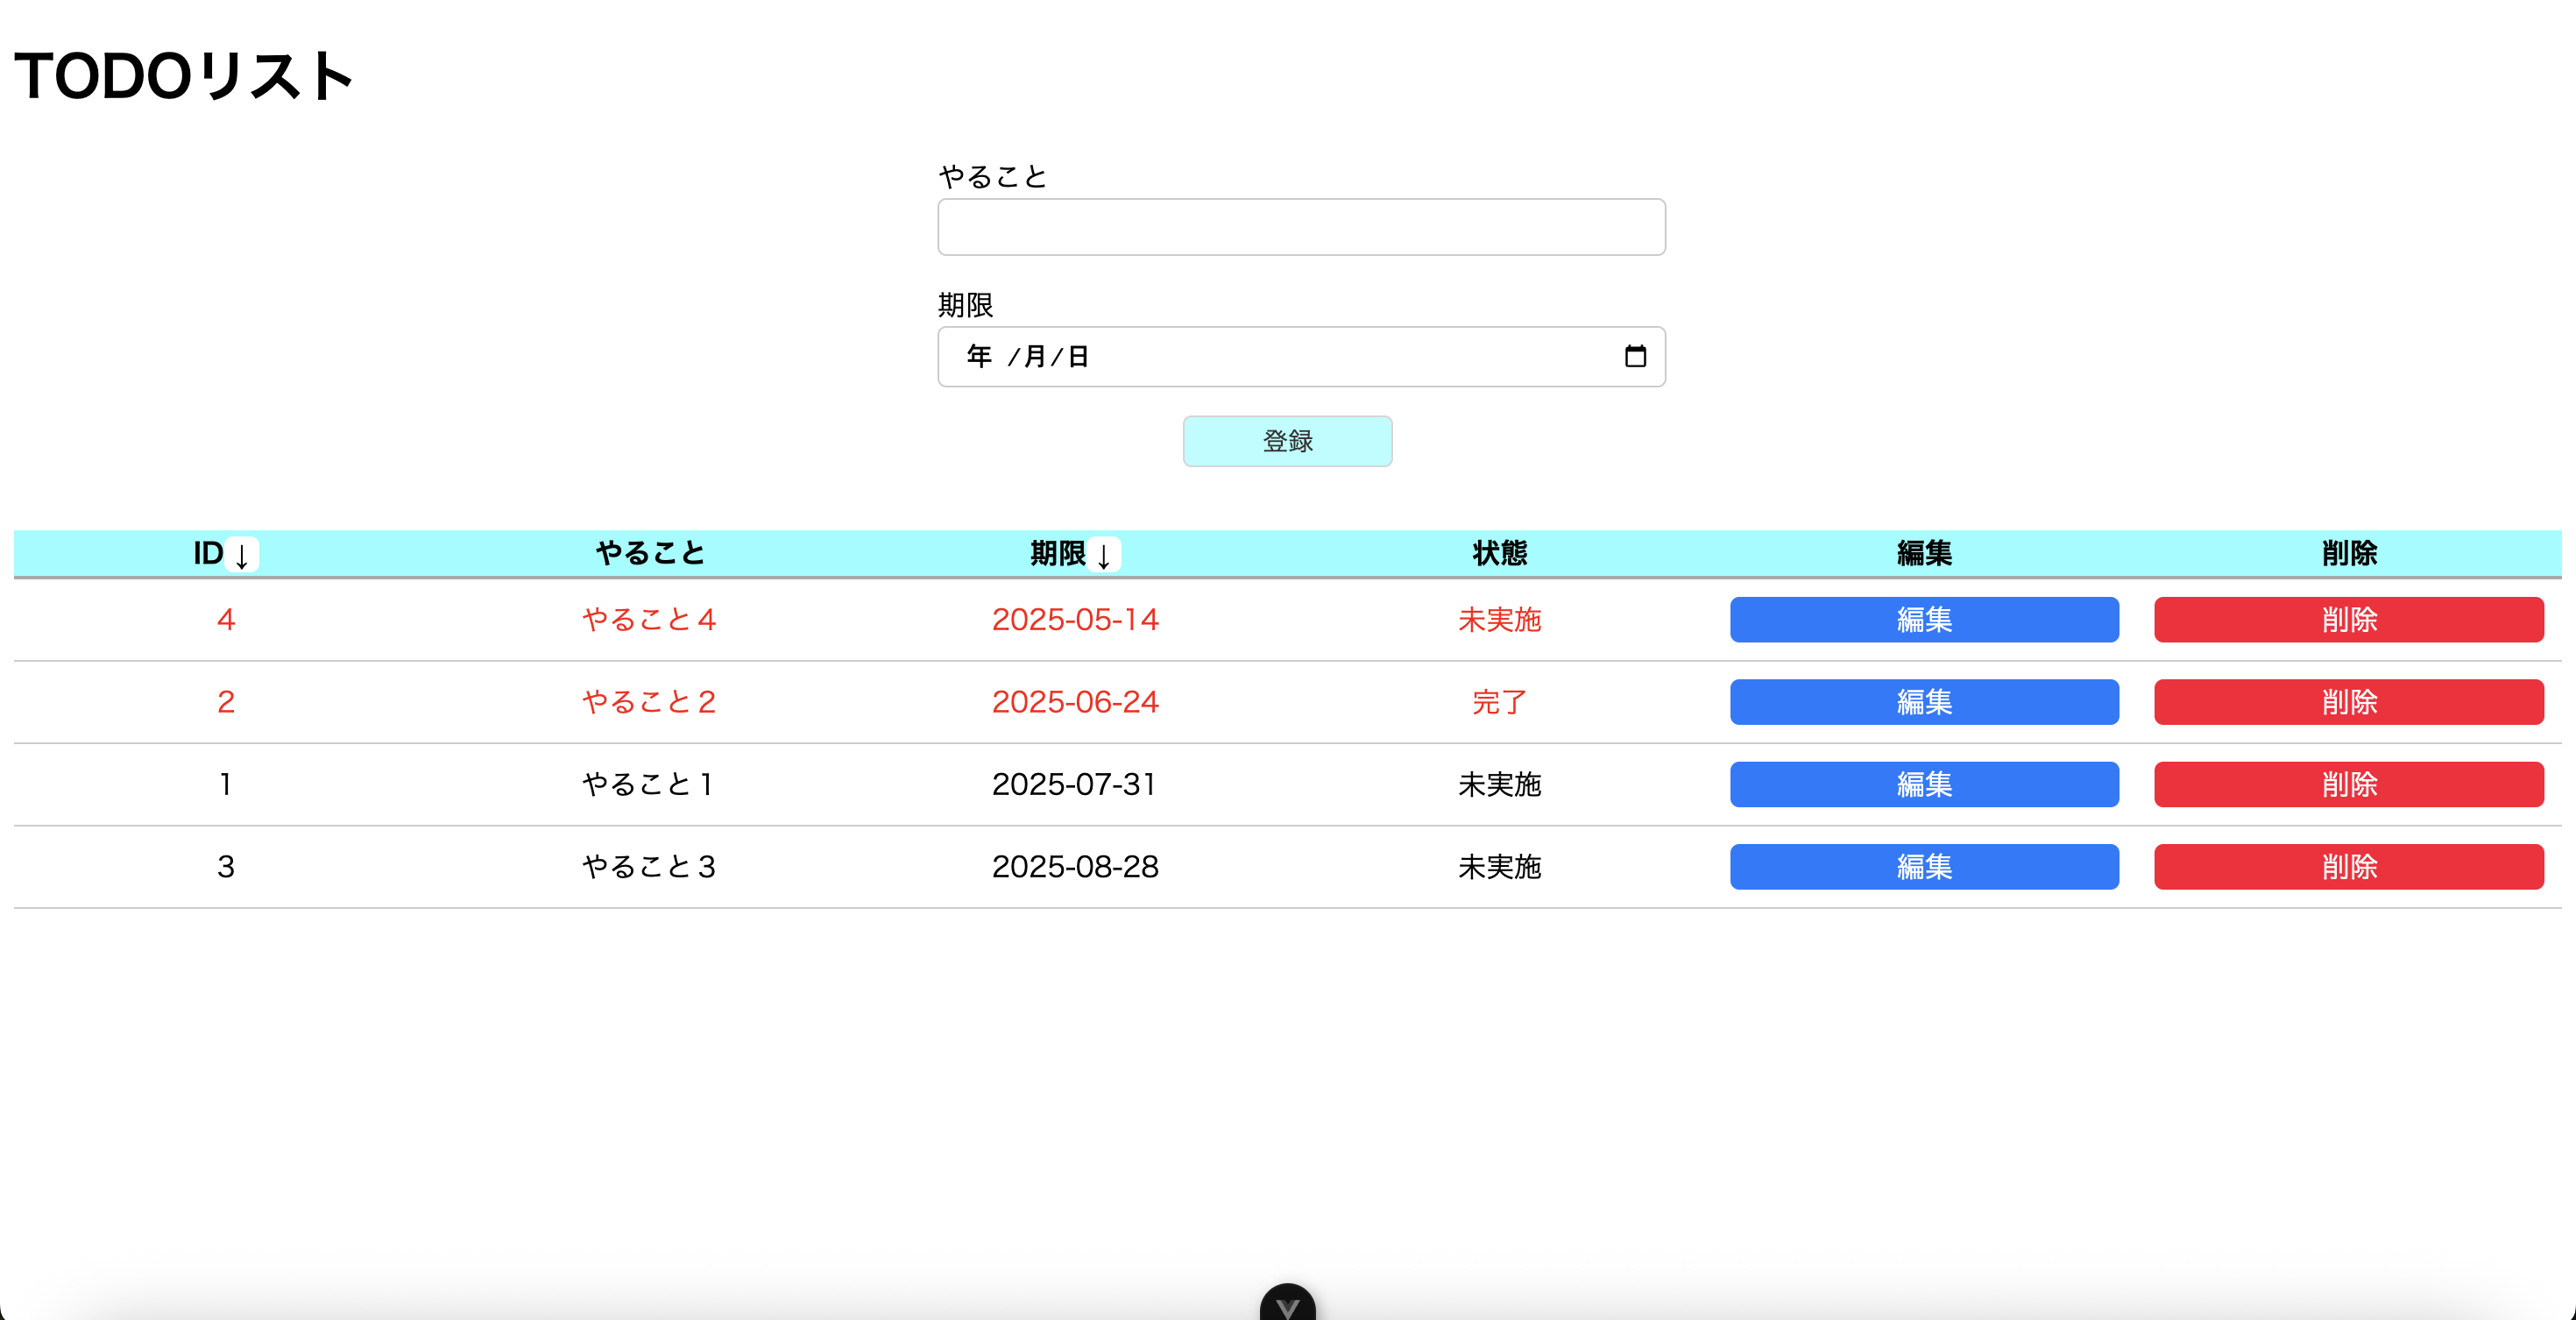 TODOリスト
やること
期限
年 /月/日
登録
ID↓ やること 期限↓ 状態 編集 削除
4 やること4 2025-05-14 未実施 編集 削除
2 やること2 2025-06-24 完了 編集 削除
1 やること1 2025-07-31 未実施 編集 削除
3 やること3 2025-08-28 未実施 編集 削除